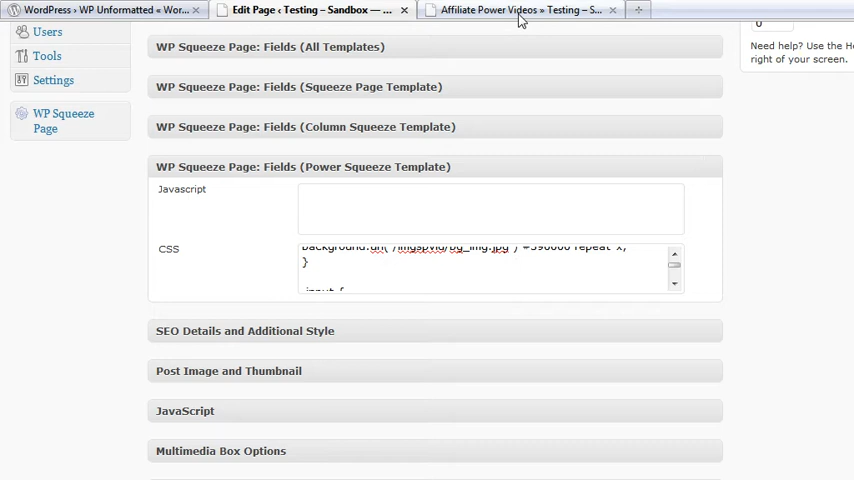 WordPress › WP Unformatted « Wor...
Edit Page ‹ Testing – Sandbox — ...
Affiliate Power Videos » Testing – S...
Users
Tools
Settings
WP Squeeze
Page
WP Squeeze Page: Fields (All Templates)
WP Squeeze Page: Fields (Squeeze Page Template)
WP Squeeze Page: Fields (Column Squeeze Template)
WP Squeeze Page: Fields (Power Squeeze Template)
Javascript
CSS
}
input {
SEO Details and Additional Style
Post Image and Thumbnail
JavaScript
Multimedia Box Options
0
Need help? Use the He
right of your screen.